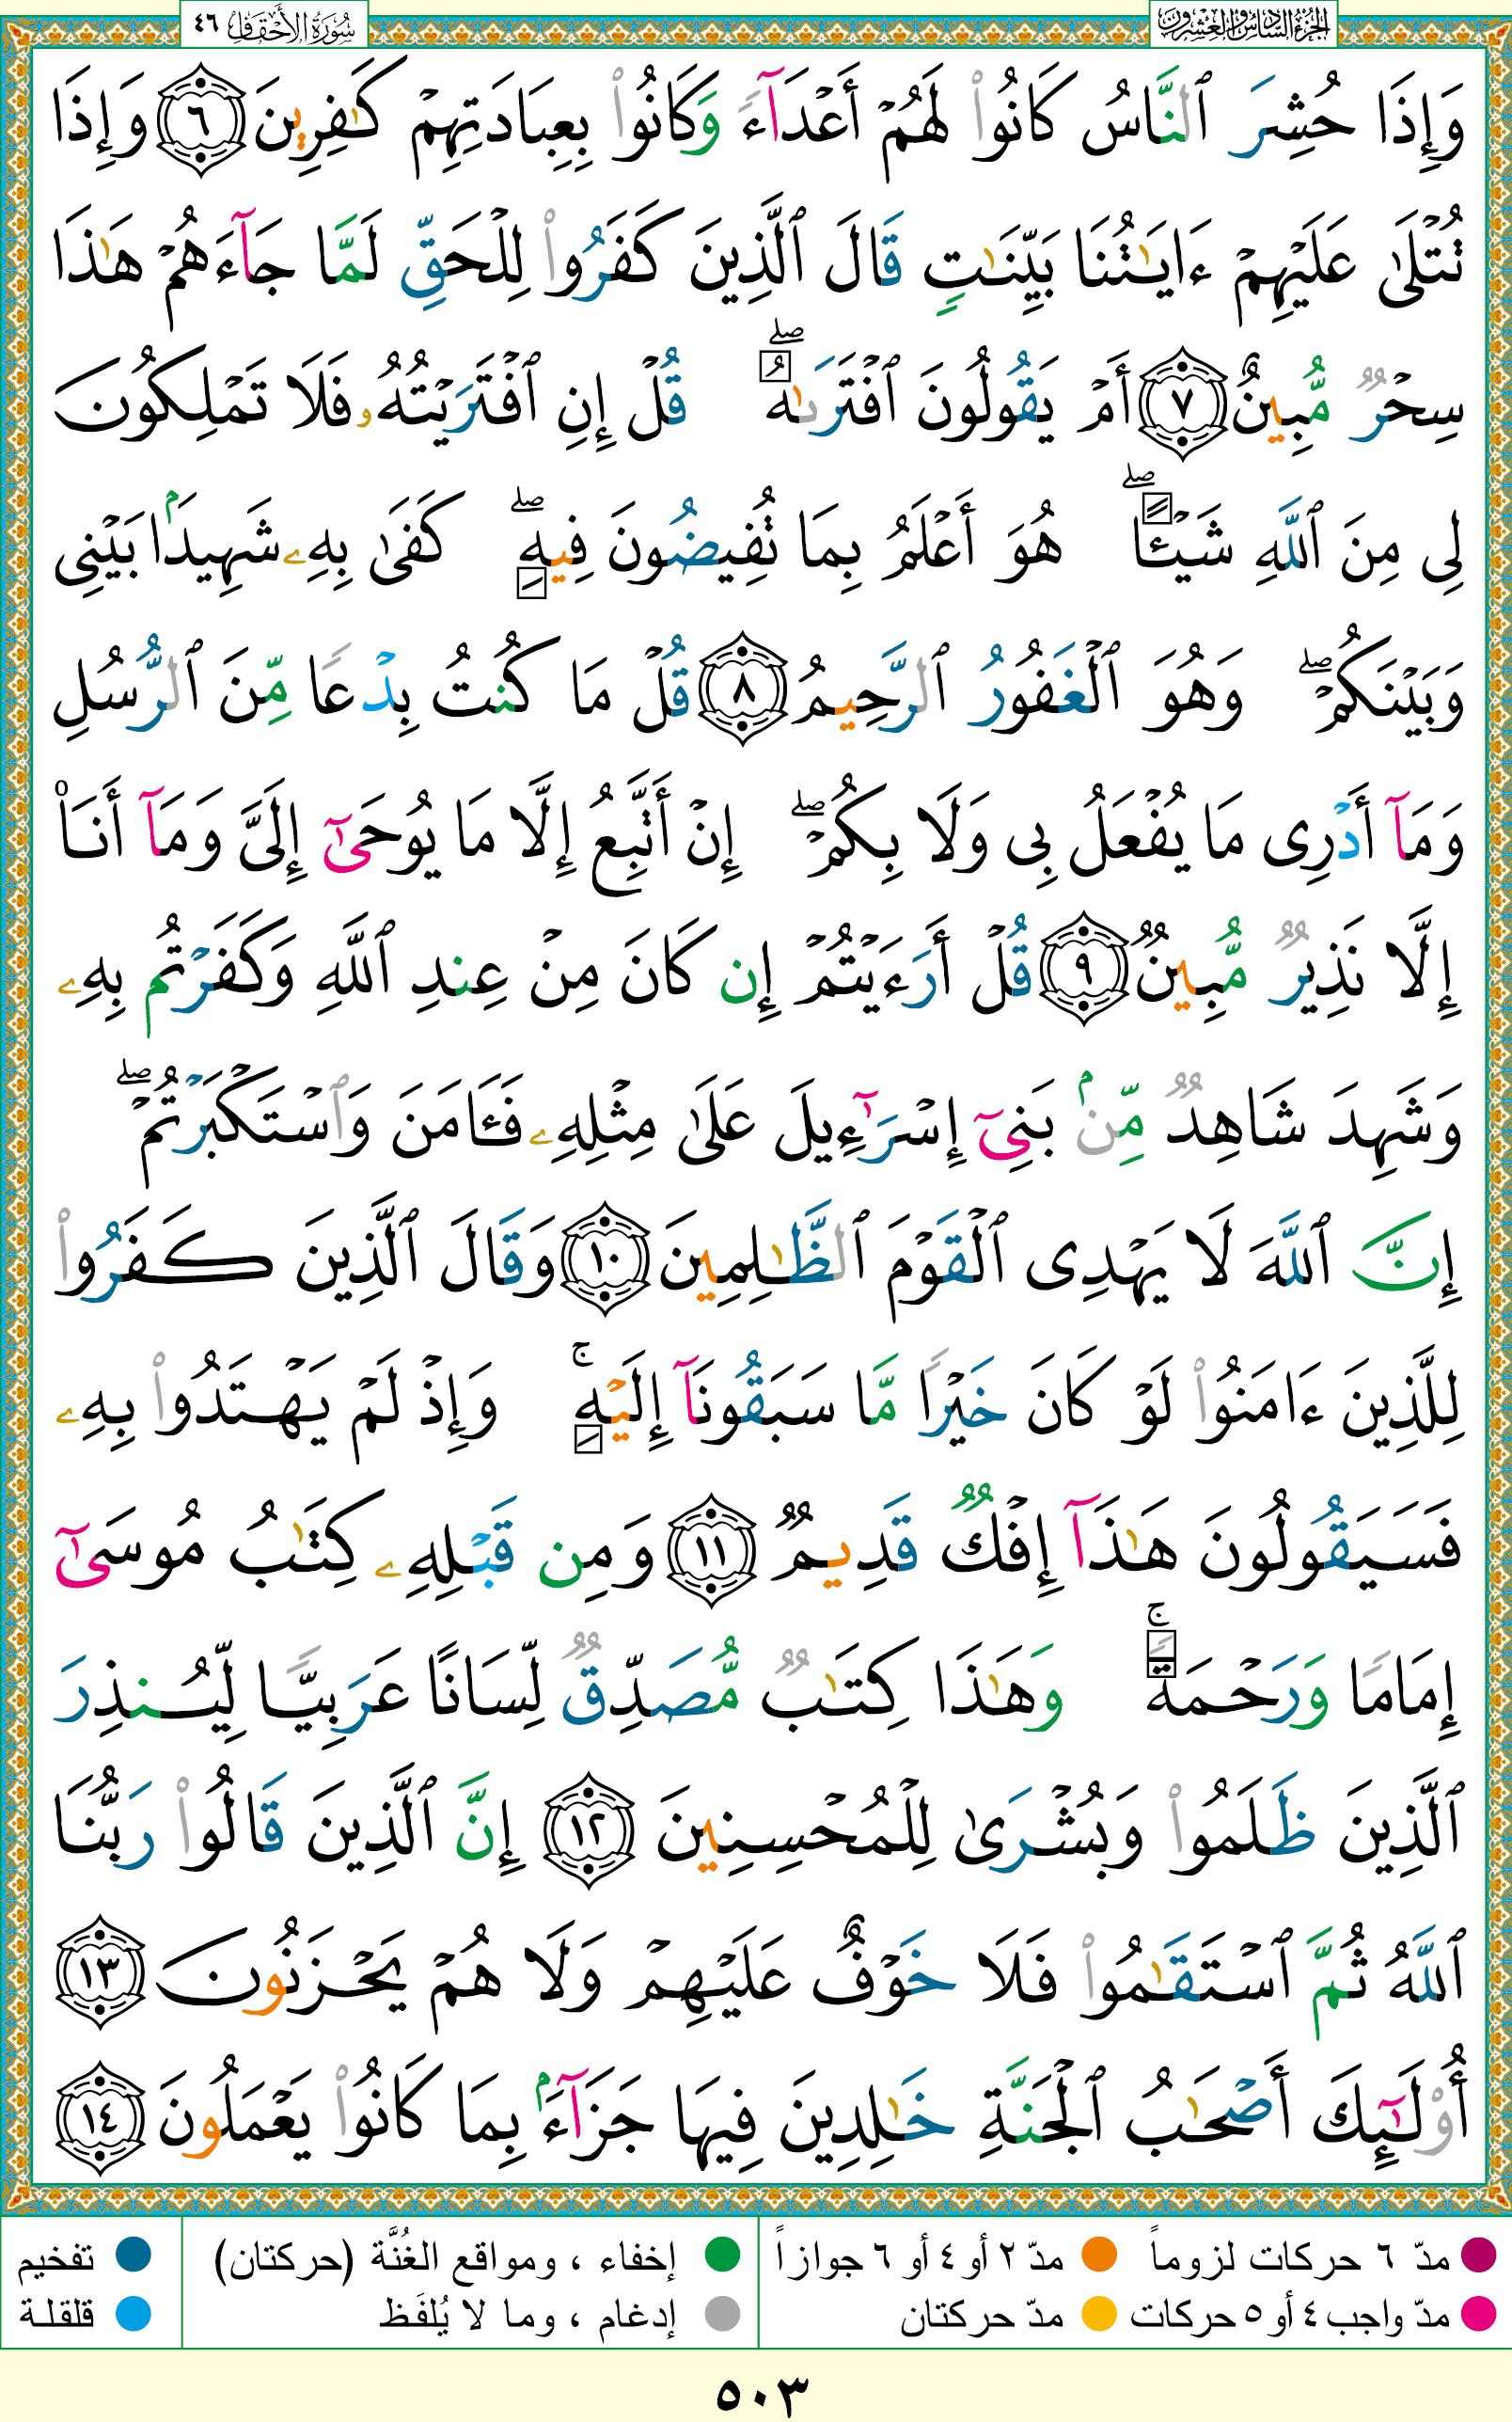 الجزء السادس والعشرون
سُورَةُ الأَحْقَافِ ٤٦
وَإِذَا حُشِرَ ٱلنَّاسُ كَانُوا۟ لَهُمْ أَعْدَآءً وَكَانُوا۟ بِعِبَادَتِهِمْ كَـٰفِرِينَ ٦ وَإِذَا
تُتْلَىٰ عَلَيْهِمْ ءَايَـٰتُنَا بَيِّنَـٰتٍ قَالَ ٱلَّذِينَ كَفَرُوا۟ لِلْحَقِّ لَمَّا جَآءَهُمْ هَـٰذَا
سِحْرٌ مُّبِينٌ ٧ أَمْ يَقُولُونَ ٱفْتَرَىٰهُ ۖ قُلْ إِنِ ٱفْتَرَيْتُهُۥ فَلَا تَمْلِكُونَ
لِى مِنَ ٱللَّهِ شَيْـًٔا ۖ هُوَ أَعْلَمُ بِمَا تُفِيضُونَ فِيهِ ۖ كَفَىٰ بِهِۦ شَهِيدًۢا بَيْنِى
وَبَيْنَكُمْ ۖ وَهُوَ ٱلْغَفُورُ ٱلرَّحِيمُ ٨ قُلْ مَا كُنتُ بِدْعًا مِّنَ ٱلرُّسُلِ
وَمَآ أَدْرِى مَا يُفْعَلُ بِى وَلَا بِكُمْ ۖ إِنْ أَتَّبِعُ إِلَّا مَا يُوحَىٰٓ إِلَىَّ وَمَآ أَنَا۠
إِلَّا نَذِيرٌ مُّبِينٌ ٩ قُلْ أَرَءَيْتُمْ إِن كَانَ مِنْ عِندِ ٱللَّهِ وَكَفَرْتُم بِهِۦ
وَشَهِدَ شَاهِدٌ مِّنۢ بَنِىٓ إِسْرَٰٓءِيلَ عَلَىٰ مِثْلِهِۦ فَـَٔامَنَ وَٱسْتَكْبَرْتُمْ ۖ
إِنَّ ٱللَّهَ لَا يَهْدِى ٱلْقَوْمَ ٱلظَّـٰلِمِينَ ١٠ وَقَالَ ٱلَّذِينَ كَفَرُوا۟
لِلَّذِينَ ءَامَنُوا۟ لَوْ كَانَ خَيْرًا مَّا سَبَقُونَآ إِلَيْهِ ۚ وَإِذْ لَمْ يَهْتَدُوا۟ بِهِۦ
فَسَيَقُولُونَ هَـٰذَآ إِفْكٌ قَدِيمٌ ١١ وَمِن قَبْلِهِۦ كِتَـٰبُ مُوسَىٰٓ
إِمَامًا وَرَحْمَةً ۚ وَهَـٰذَا كِتَـٰبٌ مُّصَدِّقٌ لِّسَانًا عَرَبِيًّا لِّيُنذِرَ
ٱلَّذِينَ ظَلَمُوا۟ وَبُشْرَىٰ لِلْمُحْسِنِينَ ١٢ إِنَّ ٱلَّذِينَ قَالُوا۟ رَبُّنَا
ٱللَّهُ ثُمَّ ٱسْتَقَـٰمُوا۟ فَلَا خَوْفٌ عَلَيْهِمْ وَلَا هُمْ يَحْزَنُونَ ١٣
أُو۟لَـٰٓئِكَ أَصْحَـٰبُ ٱلْجَنَّةِ خَـٰلِدِينَ فِيهَا جَزَآءًۢ بِمَا كَانُوا۟ يَعْمَلُونَ ١٤
مدّ ٦ حركات لزوماً مدّ ٢ أو ٤ أو ٦ جوازاً إخفاء ، ومواقع الغُنَّة (حركتان) تفخيم
مدّ واجب ٤ أو ٥ حركات مدّ حركتان إدغام ، وما لا يُلفَظ قلقلة
٥٠٣